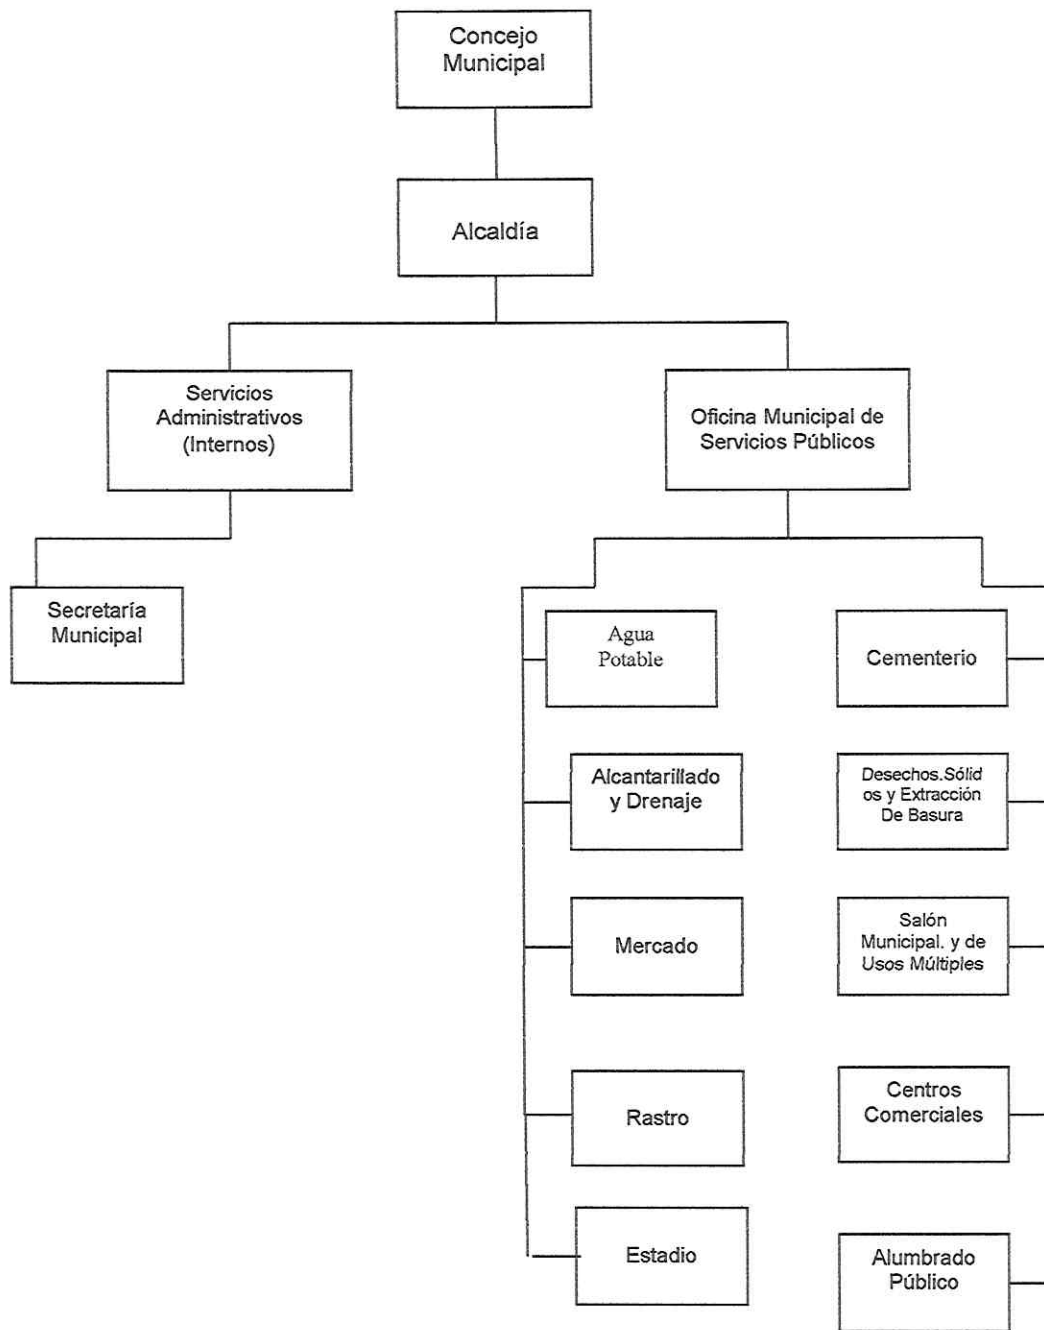 Concejo
Municipal
Alcaldía
Servicios
Administrativos
(Internos)
Oficina Municipal de
Servicios Públicos
Secretaría
Municipal
Agua
Potable
Cementerio
Alcantarillado
y Drenaje
Desechos.Sólid
os y Extracción
De Basura
Mercado
Salón
Municipal. y de
Usos Múltiples
Rastro
Centros
Comerciales
Estadio
Alumbrado
Público